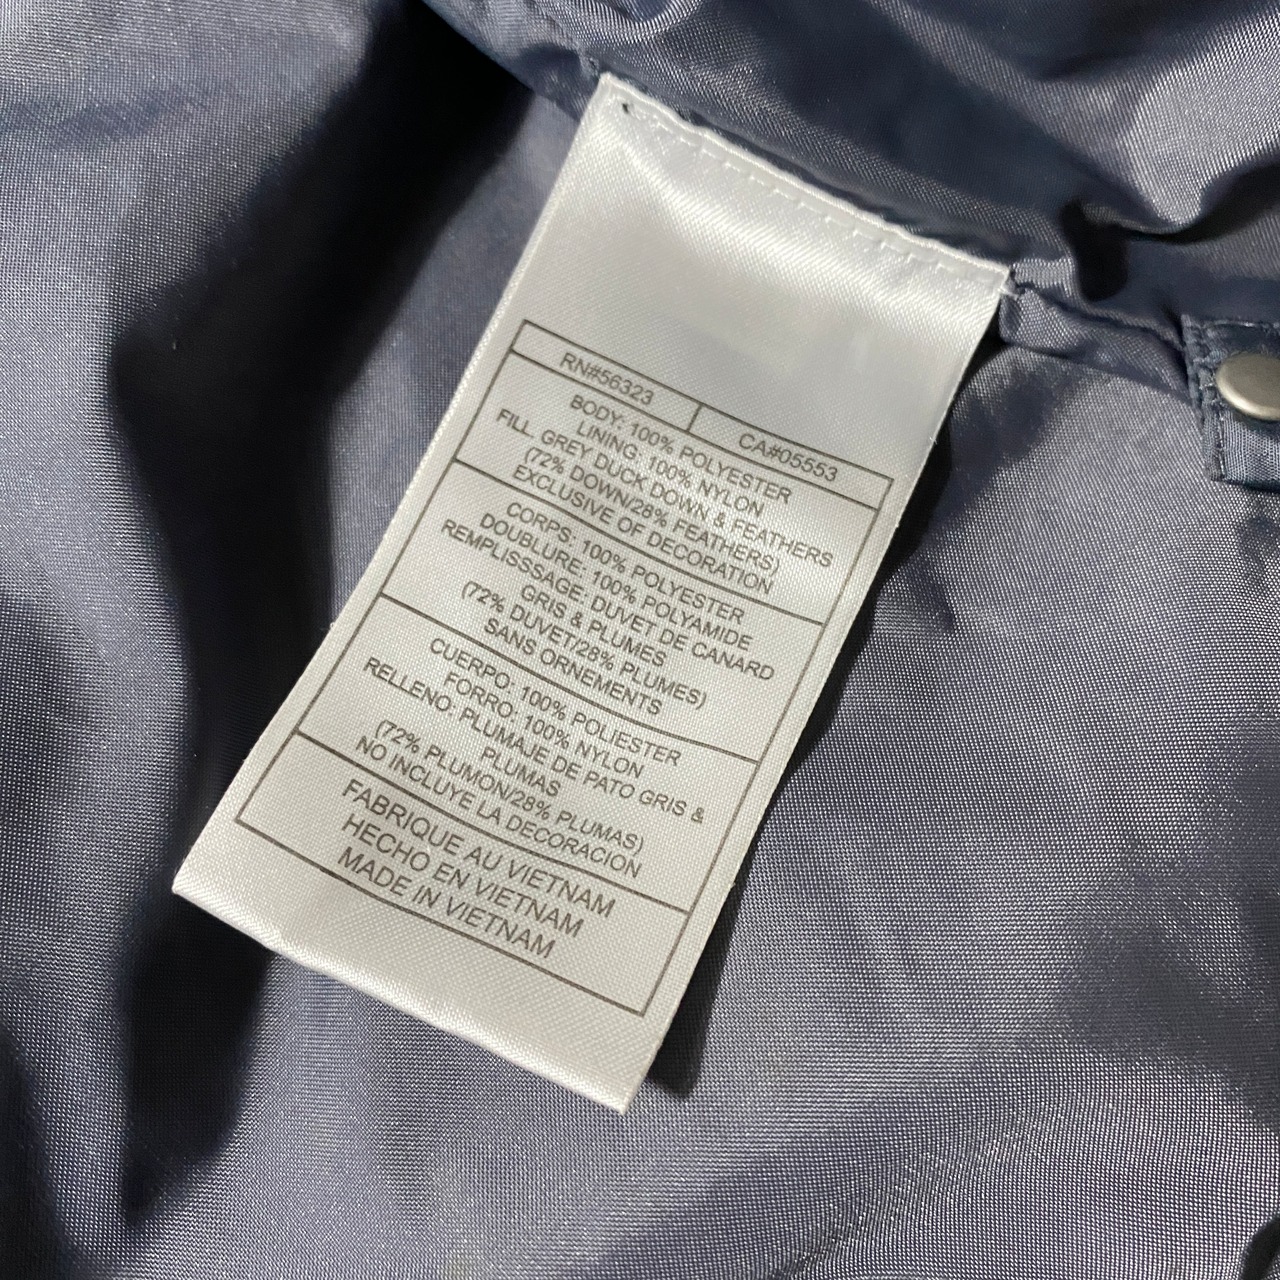 RN#56323
CA#05553
BODY: 100% POLYESTER
LINING: 100% NYLON
FILL. GREY DUCK DOWN & FEATHERS
(72% DOWN/28% FEATHERS)
EXCLUSIVE OF DECORATION
CORPS: 100% POLYESTER
DOUBLURE: 100% POLYAMIDE
REMPLISSSAGE: DUVET DE CANARD
GRIS & PLUMES
(72% DUVET/28% PLUMES)
SANS ORNEMENTS
CUERPO: 100% POLIESTER
FORRO: 100% NYLON
RELLENO: PLUMAJE DE PATO GRIS &
PLUMAS
(72% PLUMON/28% PLUMAS)
NO INCLUYE LA DECORACION
FABRIQUE AU VIETNAM
HECHO EN VIETNAM
MADE IN VIETNAM